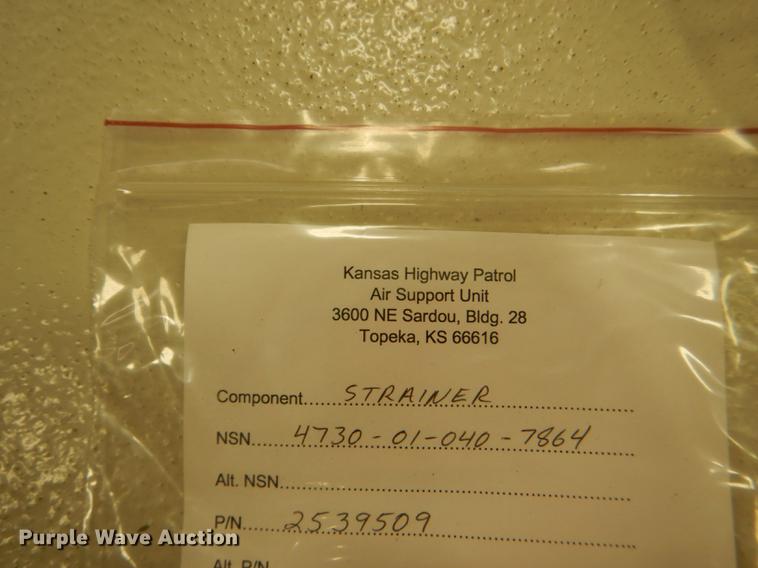 Kansas Highway Patrol
Air Support Unit
3600 NE Sardou, Bldg. 28
Topeka, KS 66616
Component......STRAINER
NSN......4730-01-040-7864
Alt. NSN......
P/N......2539509
Alt. P/N
Purple Wave Auction